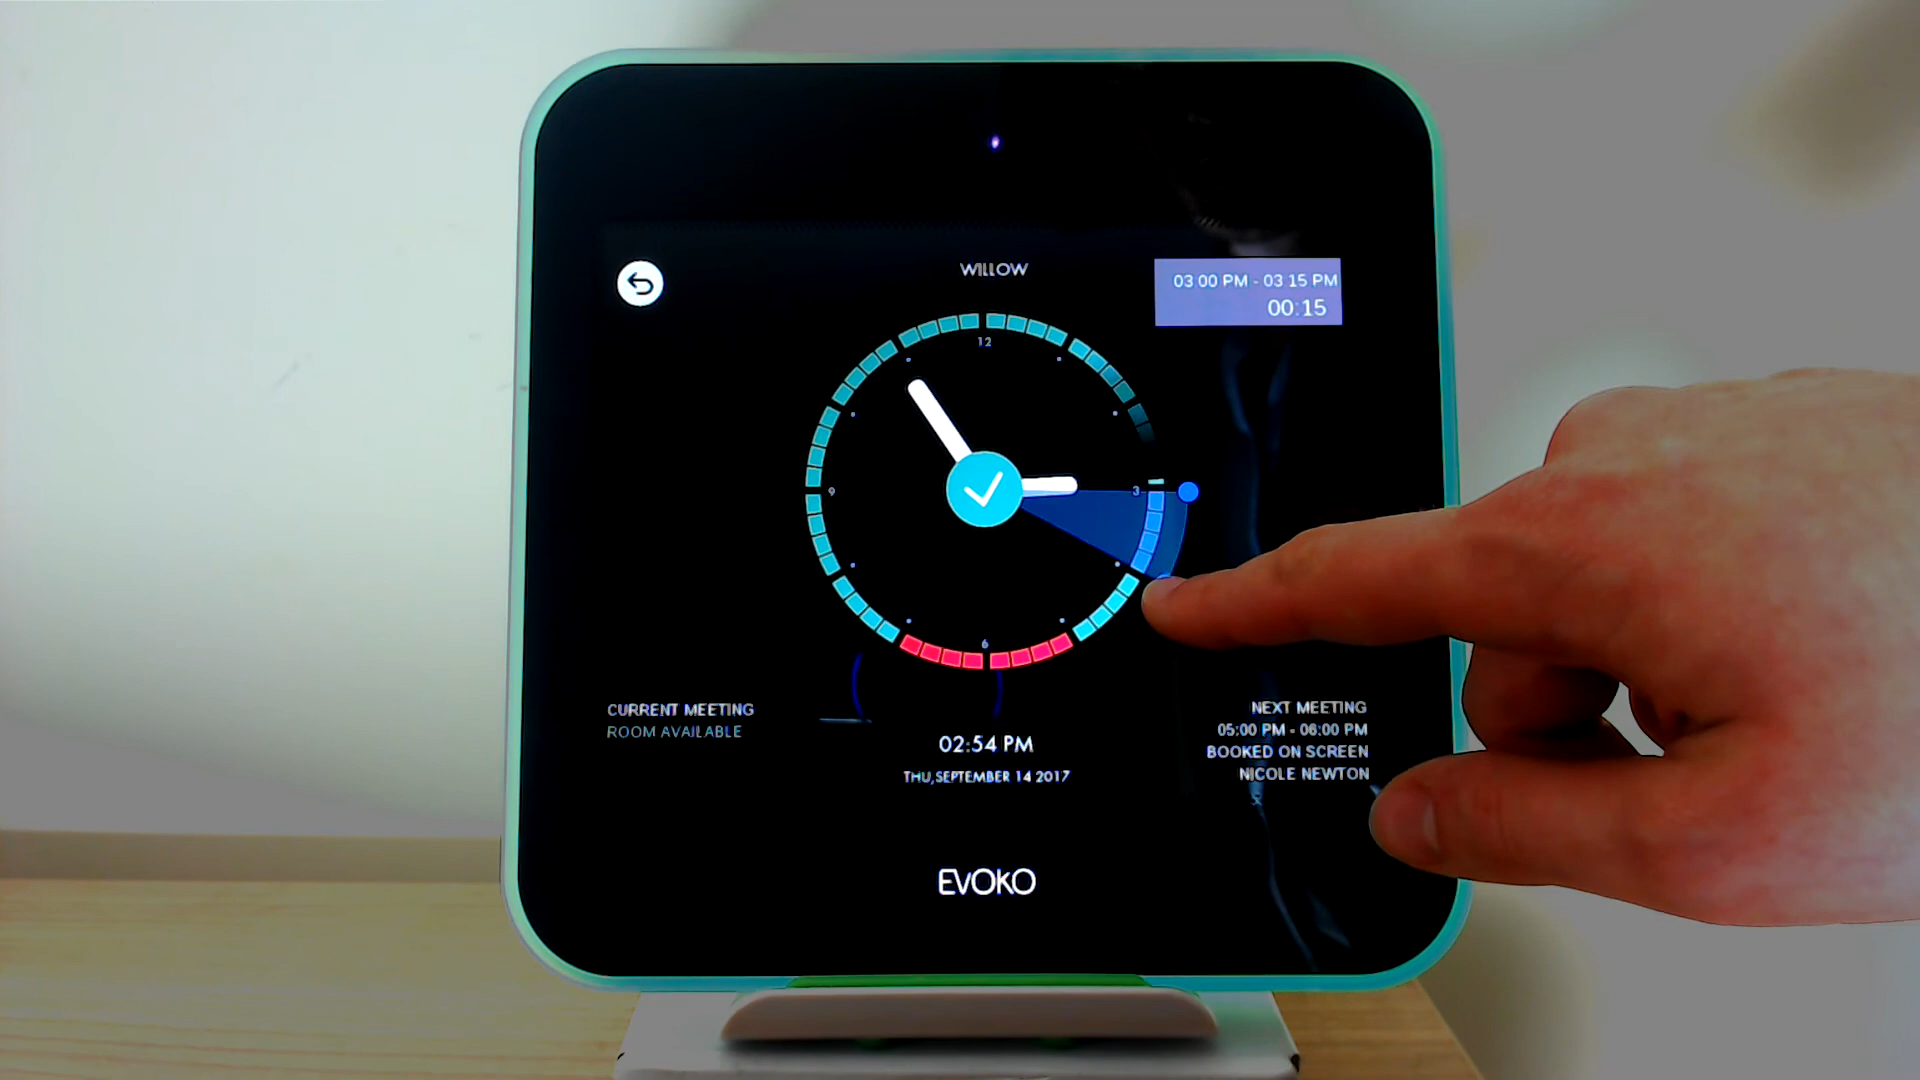 WILLOW
03 00 PM - 03 15 PM
00:15
12
3
9
6
CURRENT MEETING
ROOM AVAILABLE
02:54 PM
THU,SEPTEMBER 14 2017
NEXT MEETING
05:00 PM - 06:00 PM
BOOKED ON SCREEN
NICOLE NEWTON
EVOKO